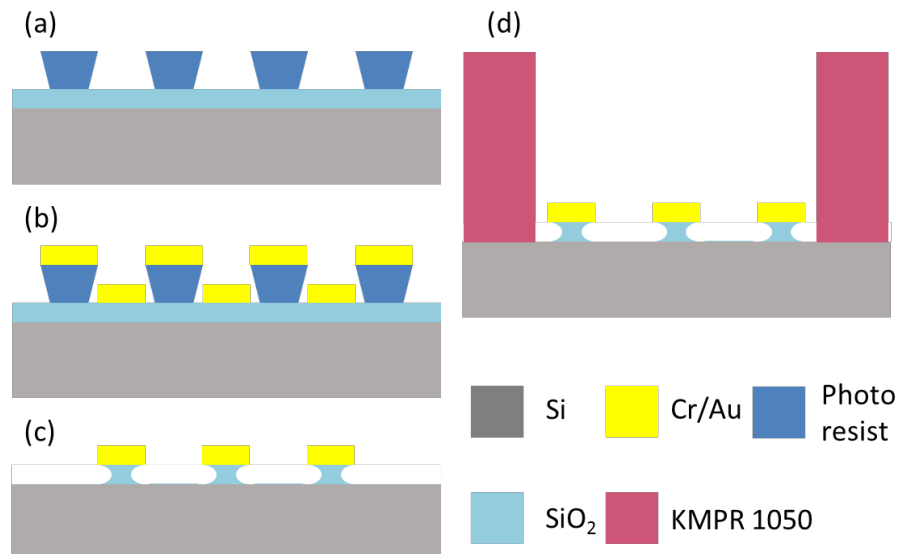 (a)
(b)
(c)
(d)
Si
Cr/Au
Photo
resist
SiO₂
KMPR 1050